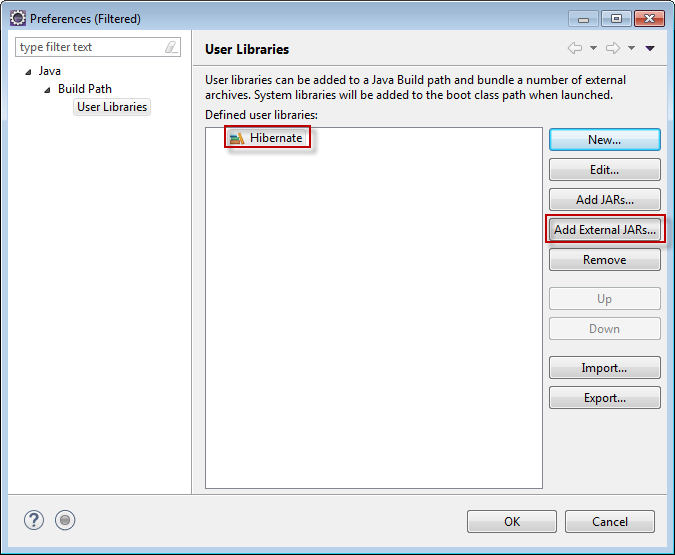 Preferences (Filtered)
type filter text
Java
Build Path
User Libraries
User Libraries
User libraries can be added to a Java Build path and bundle a number of external
archives. System libraries will be added to the boot class path when launched.
Defined user libraries:
Hibernate
New...
Edit...
Add JARs...
Add External JARs...
Remove
Up
Down
Import...
Export...
?
OK
Cancel